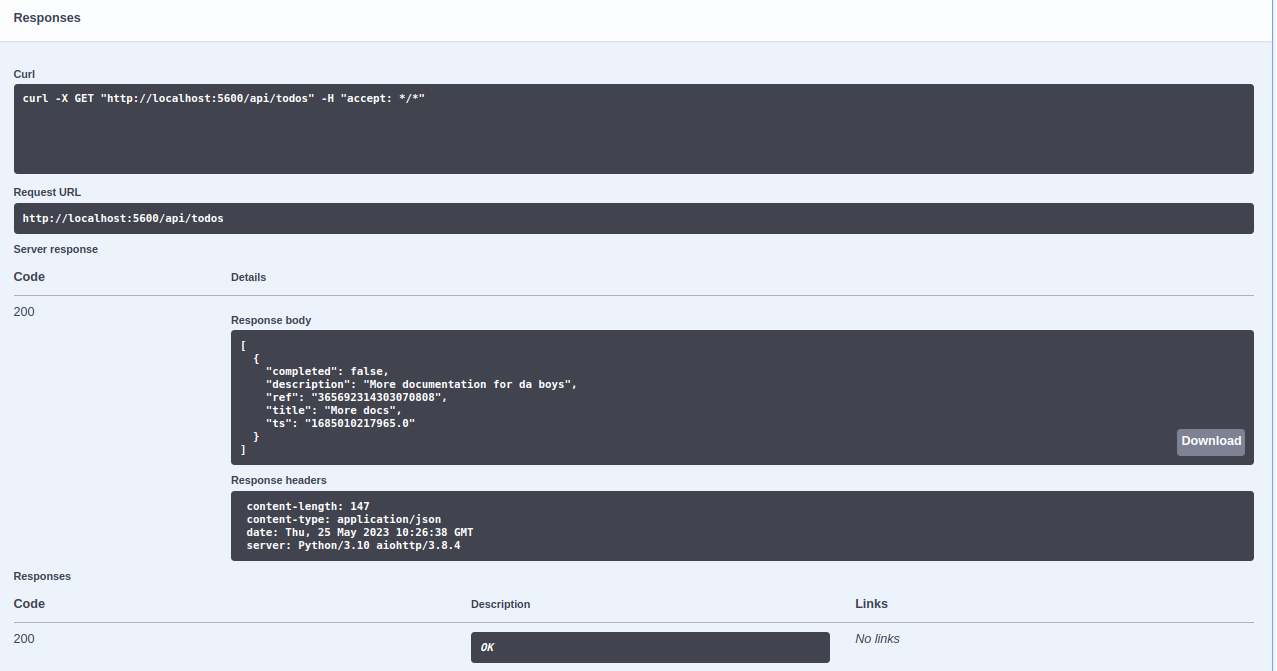 Responses
Curl
curl -X GET "http://localhost:5600/api/todos" -H "accept: */*"
Request URL
http://localhost:5600/api/todos
Server response
Code Details
200
Response body
[
  {
    "completed": false,
    "description": "More documentation for da boys",
    "ref": "365692314303070808",
    "title": "More docs",
    "ts": "1685010217965.0"
  }
]
Download
Response headers
content-length: 147
content-type: application/json
date: Thu, 25 May 2023 10:26:38 GMT
server: Python/3.10 aiohttp/3.8.4
Responses
Code Description Links
200 OK No links